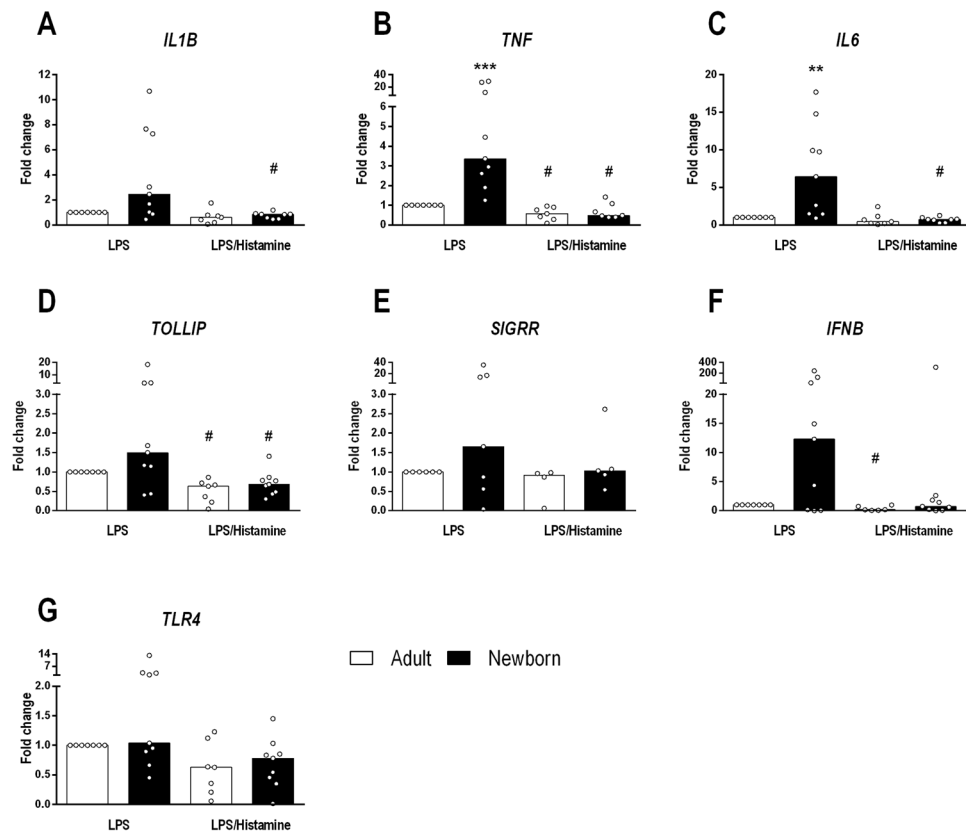 A
IL1B
Fold change
12
10
8
6
4
2
0
#
LPS
LPS/Histamine
B
TNF
Fold change
40
20
6
5
4
3
2
1
0
***
#
#
LPS
LPS/Histamine
C
IL6
Fold change
20
15
10
5
0
**
#
LPS
LPS/Histamine
D
TOLLIP
Fold change
20
10
3.0
2.5
2.0
1.5
1.0
0.5
0.0
#
#
LPS
LPS/Histamine
E
SIGRR
Fold change
40
20
3.0
2.5
2.0
1.5
1.0
0.5
0.0
LPS
LPS/Histamine
F
IFNB
Fold change
400
200
20
15
10
5
0
#
LPS
LPS/Histamine
G
TLR4
Fold change
14
7
2.0
1.5
1.0
0.5
0.0
LPS
LPS/Histamine
Adult
Newborn